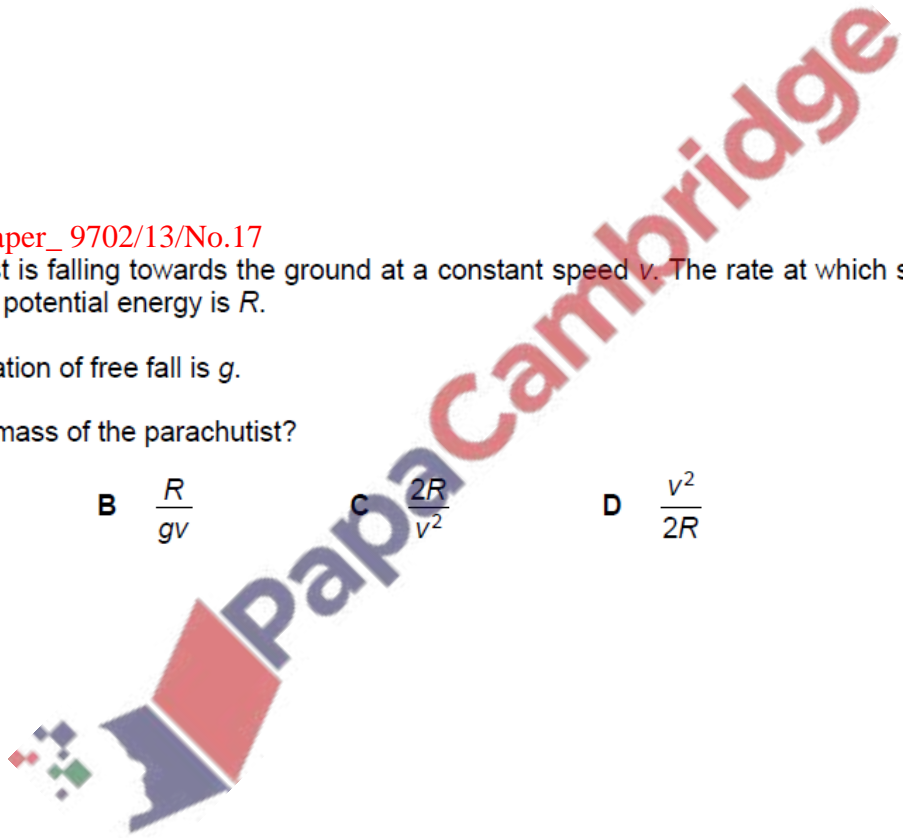 aper_ 9702/13/No.17
t is falling towards the ground at a constant speed v. The rate at which s
potential energy is R.
ation of free fall is g.
mass of the parachutist?
B R/gv C 2R/v² D v²/2R
PapaCambridge